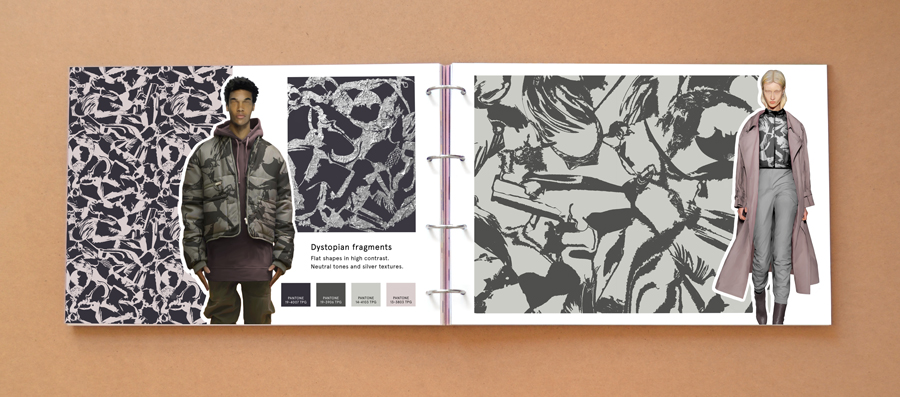 Dystopian fragments
Flat shapes in high contrast.
Neutral tones and silver textures.
PANTONE
PANTONE
PANTONE
PANTONE